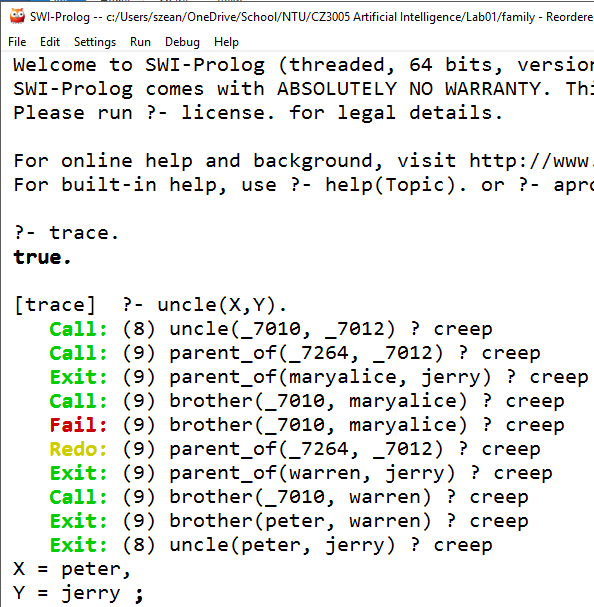 SWI-Prolog -- c:/Users/szean/OneDrive/School/NTU/CZ3005 Artificial Intelligence/Lab01/family - Reordere
File Edit Settings Run Debug Help
Welcome to SWI-Prolog (threaded, 64 bits, version
SWI-Prolog comes with ABSOLUTELY NO WARRANTY. Thi
Please run ?- license. for legal details.
For online help and background, visit http://www.
For built-in help, use ?- help(Topic). or ?- apro
?- trace.
true.
[trace]  ?- uncle(X,Y).
Call: (8) uncle(_7010, _7012) ? creep
Call: (9) parent_of(_7264, _7012) ? creep
Exit: (9) parent_of(maryalice, jerry) ? creep
Call: (9) brother(_7010, maryalice) ? creep
Fail: (9) brother(_7010, maryalice) ? creep
Redo: (9) parent_of(_7264, _7012) ? creep
Exit: (9) parent_of(warren, jerry) ? creep
Call: (9) brother(_7010, warren) ? creep
Exit: (9) brother(peter, warren) ? creep
Exit: (8) uncle(peter, jerry) ? creep
X = peter,
Y = jerry ;